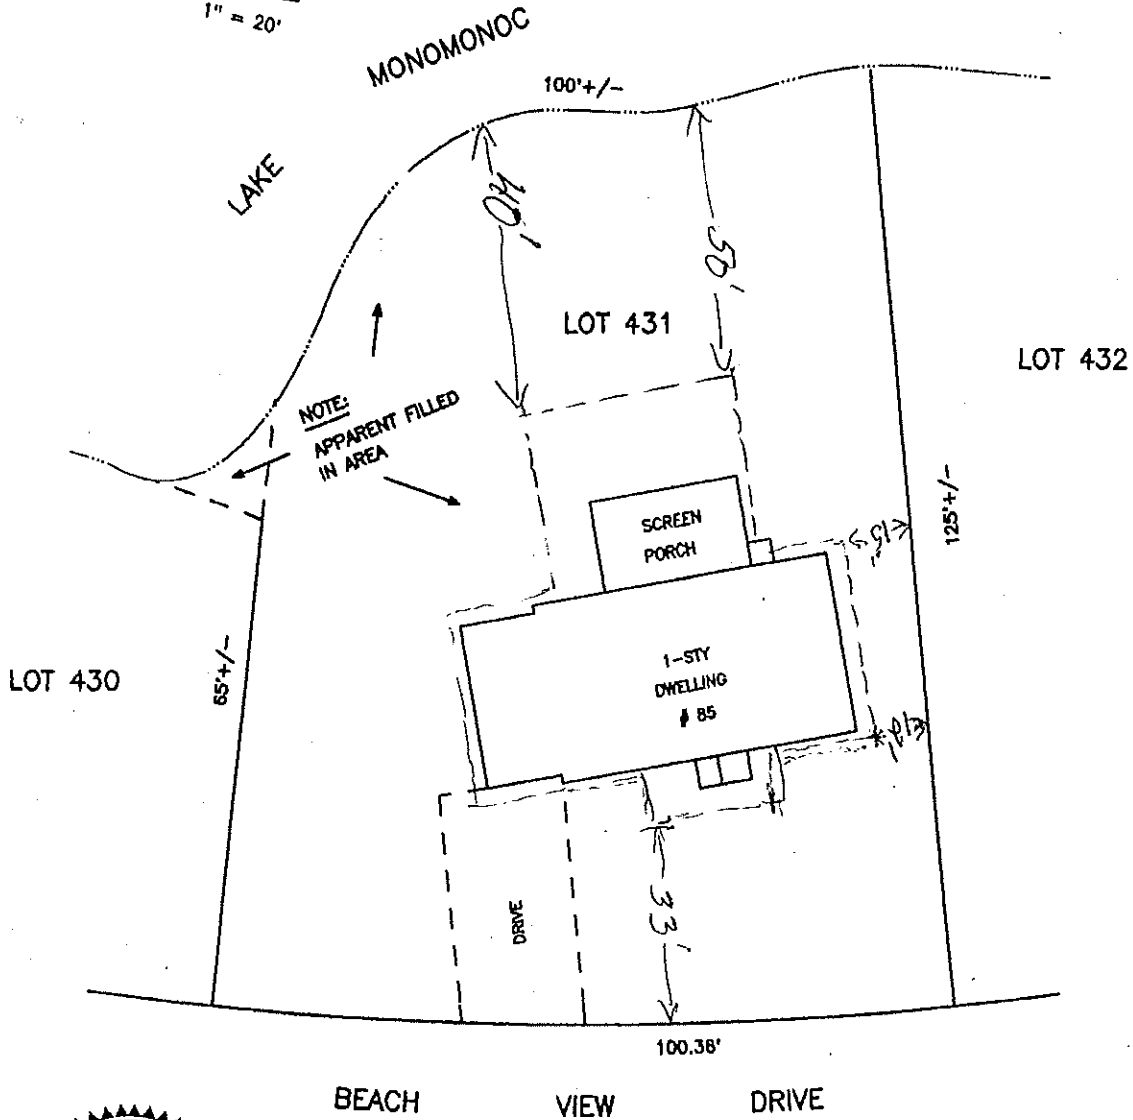 1" = 20'
LAKE MONOMONOC
100'+/-
40'
50'
LOT 431
LOT 432
NOTE:
APPARENT FILLED
IN AREA
SCREEN
PORCH
15'
125'+/-
1-STY
DWELLING
# 85
LOT 430
65'+/-
DRIVE
33'
100.38'
BEACH VIEW DRIVE